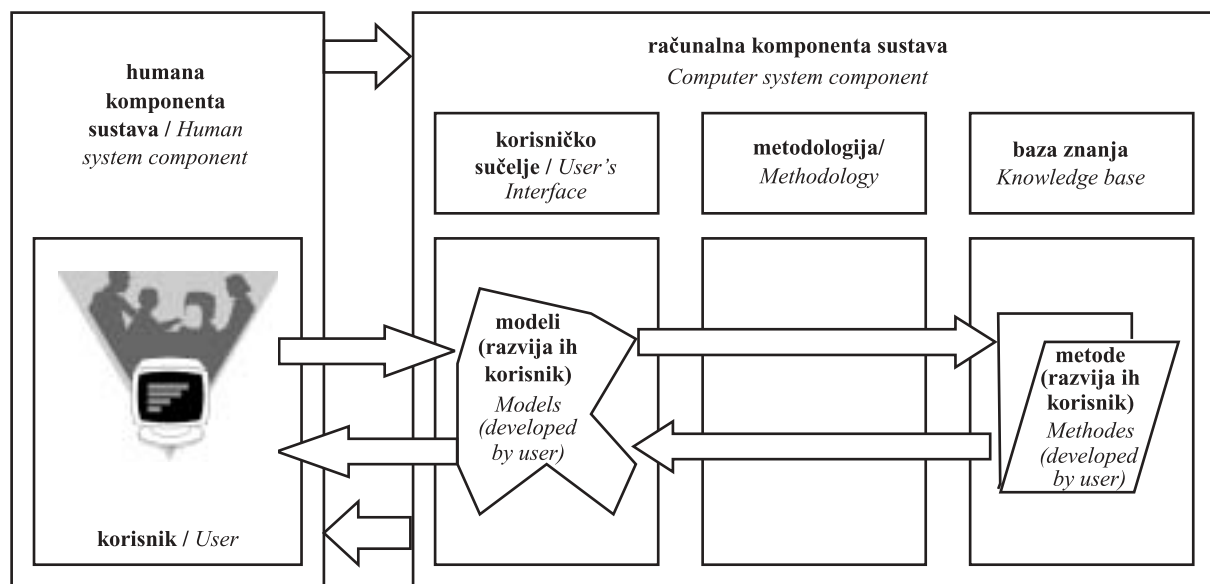 humana
komponenta
sustava / Human
system component
računalna komponenta sustava
Computer system component
korisničko
sučelje / User's
Interface
metodologija/
Methodology
baza znanja
Knowledge base
korisnik / User
modeli
(razvija ih
korisnik)
Models
(developed
by user)
metode
(razvija ih
korisnik)
Methodes
(developed
by user)